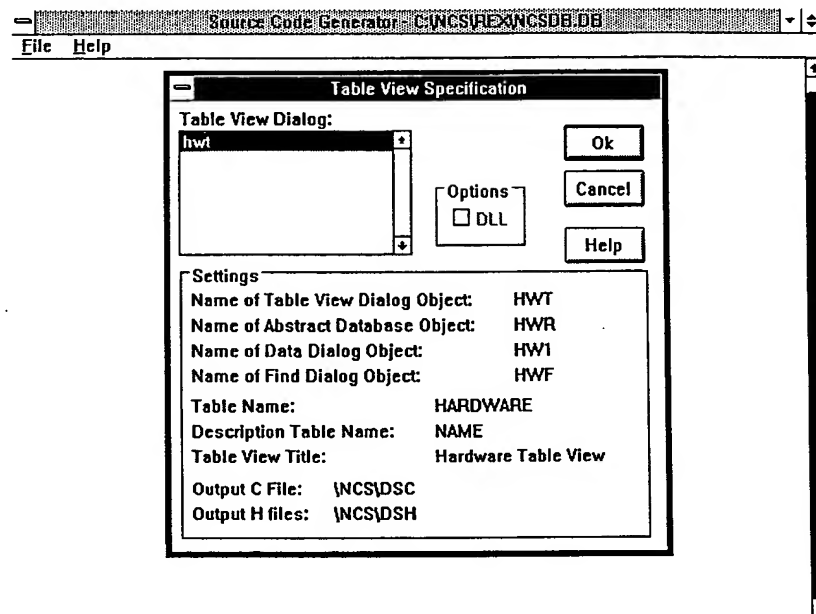 Source Code Generator - C:\NCS\REX\NCSDB.DB
File Help
Table View Specification
Table View Dialog:
hwt
Ok
Options
Cancel
DLL
Help
Settings
Name of Table View Dialog Object: HWT
Name of Abstract Database Object: HWR
Name of Data Dialog Object: HW1
Name of Find Dialog Object: HWF
Table Name: HARDWARE
Description Table Name: NAME
Table View Title: Hardware Table View
Output C File: \NCS\DSC
Output H files: \NCS\DSH